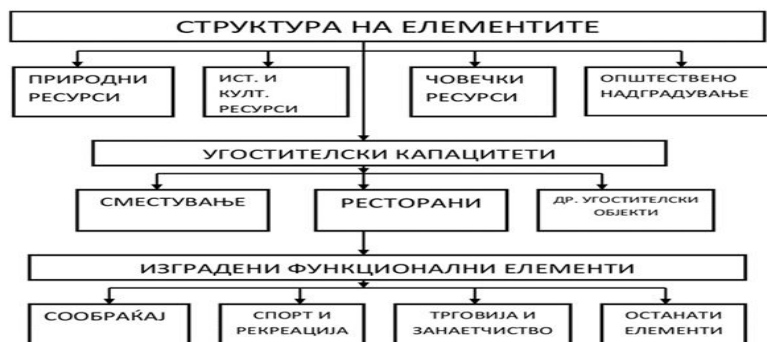 СТРУКТУРА НА ЕЛЕМЕНТИТЕ
ПРИРОДНИ
РЕСУРСИ
ИСТ. И
КУЛТ.
РЕСУРСИ
ЧОВЕЧКИ
РЕСУРСИ
ОПШТЕСТВЕНО
НАДГРАДУВАЊЕ
УГОСТИТЕЛСКИ КАПАЦИТЕТИ
СМЕСТУВАЊЕ
РЕСТОРАНИ
ДР. УГОСТИТЕЛСКИ
ОБЈЕКТИ
ИЗГРАДЕНИ ФУНКЦИОНАЛНИ ЕЛЕМЕНТИ
СООБРАЌАЈ
СПОРТ И
РЕКРЕАЦИЈА
ТРГОВИЈА И
ЗАНАЕТЧИСТВО
ОСТАНАТИ
ЕЛЕМЕНТИ